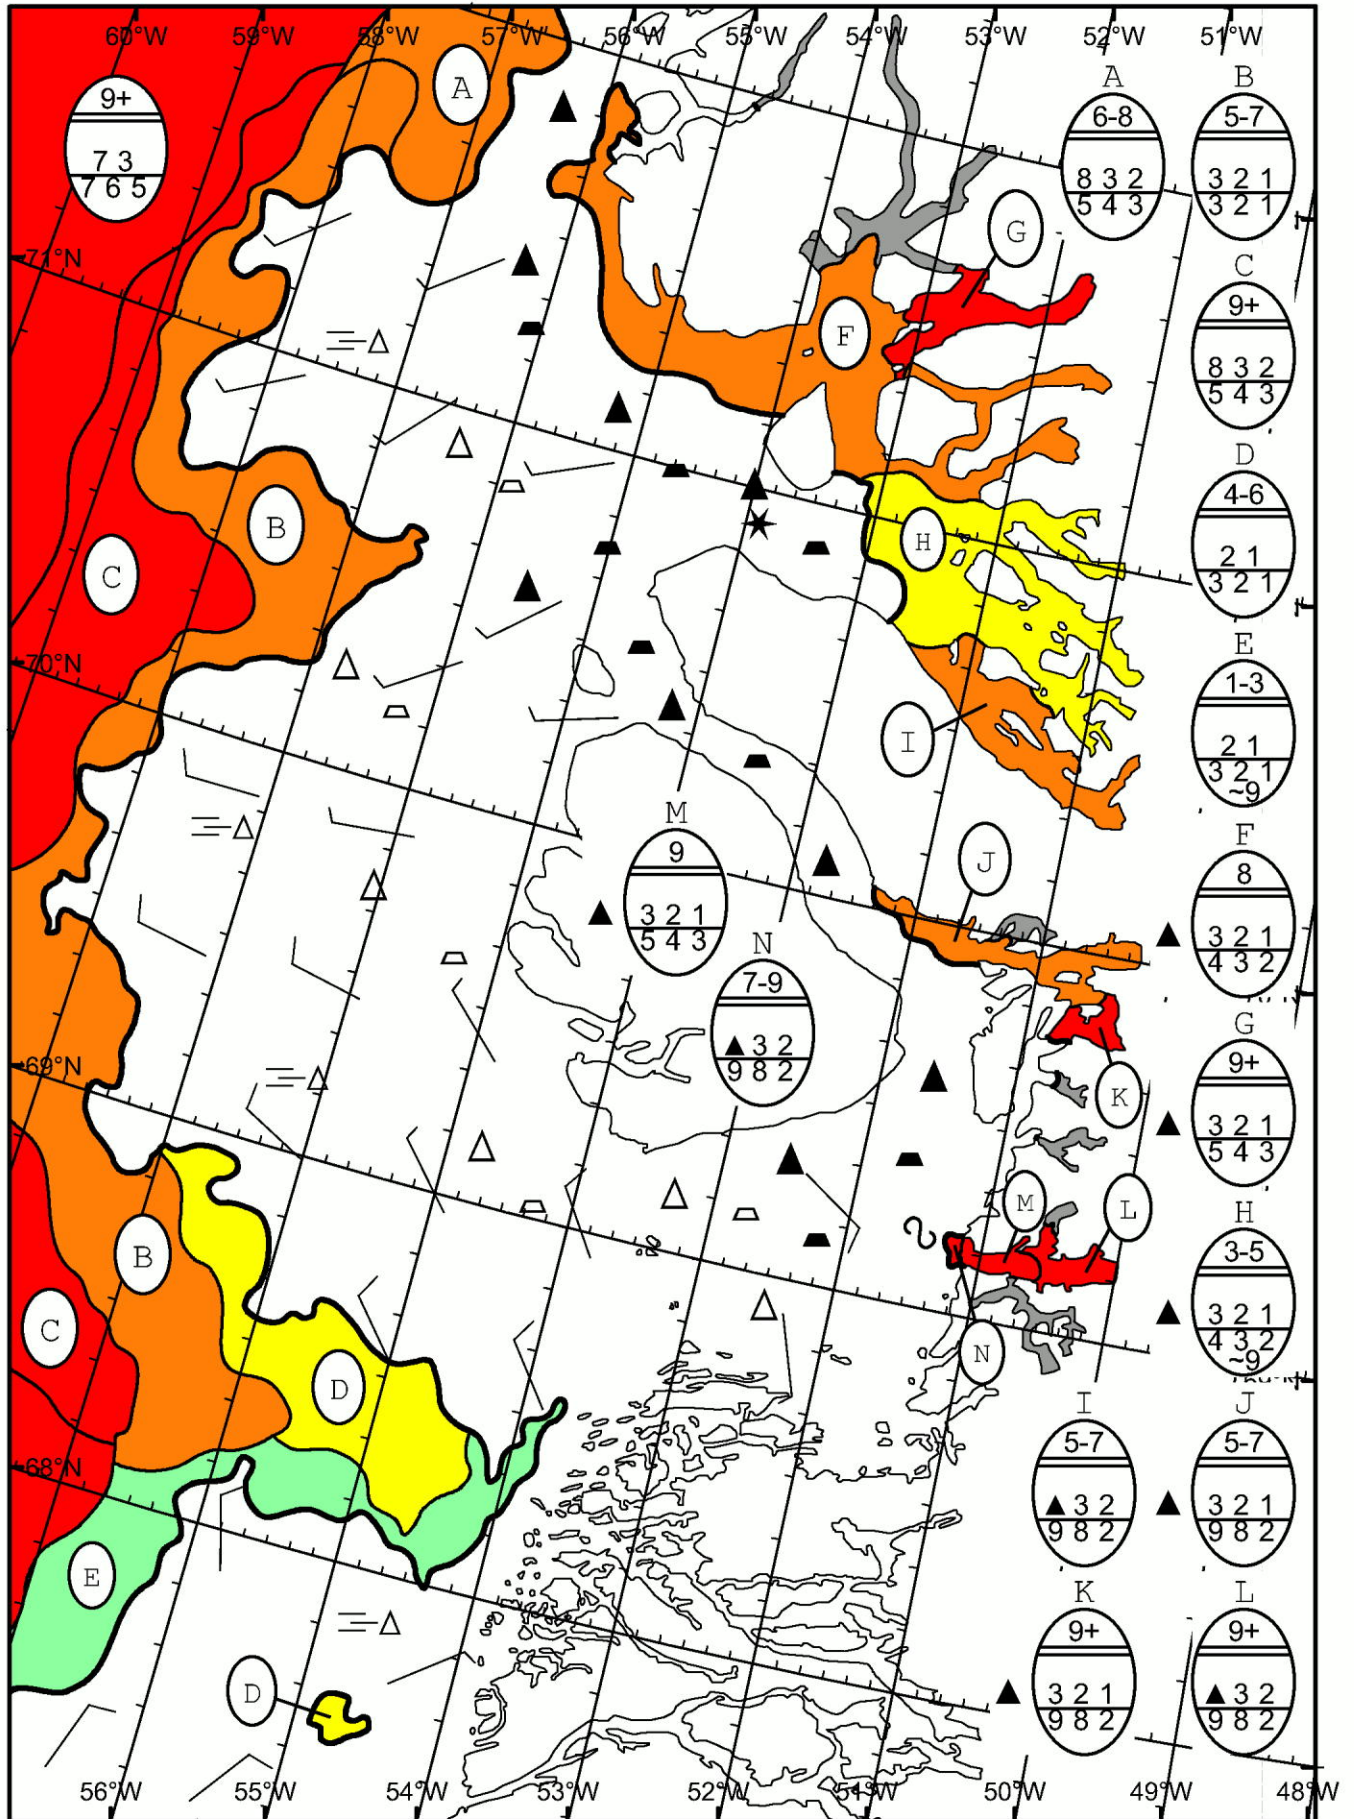 60°W 59°W 58°W 57°W 56°W 55°W 54°W 53°W 52°W 51°W
A
9+
7 3
7 6 5
A B
6-8 5-7
8 3 2 3 2 1
5 4 3 3 2 1
G
71°N
C
9+
8 3 2
5 4 3
F
D
4-6
2 1
3 2 1
B
H
C
E
1-3
2 1
3 2 1
~9
70°N
I
M
9
3 2 1
5 4 3
J
F
8
3 2 1
4 3 2
N
7-9
▲ 3 2
9 8 2
G
9+
3 2 1
5 4 3
69°N
K
M
L
H
3-5
3 2 1
4 3 2
~9
B
C
N
D
I J
5-7 5-7
▲ 3 2 3 2 1
9 8 2 9 8 2
68°N
E
K L
9+ 9+
3 2 1 ▲ 3 2
9 8 2 9 8 2
D
56°W 55°W 54°W 53°W 52°W 51°W 50°W 49°W 48°W